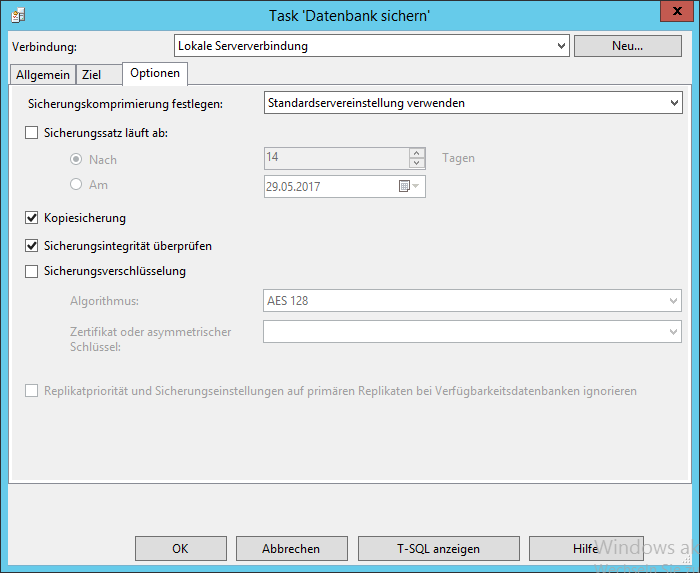 Task 'Datenbank sichern'
Verbindung:
Lokale Serververbindung
Neu...
Allgemein
Ziel
Optionen
Sicherungskomprimierung festlegen:
Standardservereinstellung verwenden
Sicherungssatz läuft ab:
Nach
14
Tagen
Am
29.05.2017
Kopiesicherung
Sicherungsintegrität überprüfen
Sicherungsverschlüsselung
Algorithmus:
AES 128
Zertifikat oder asymmetrischer
Schlüssel:
Replikatpriorität und Sicherungseinstellungen auf primären Replikaten bei Verfügbarkeitsdatenbanken ignorieren
OK
Abbrechen
T-SQL anzeigen
Hilfe
Windows